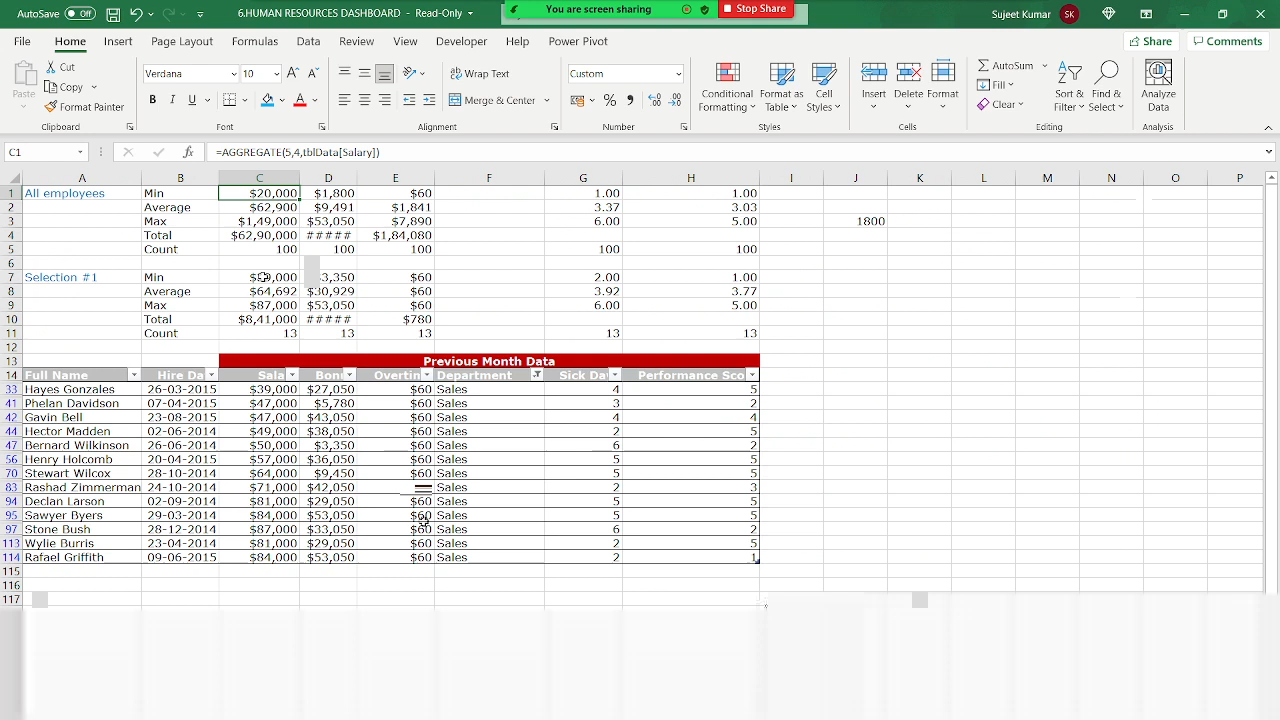 AutoSave Off 6.HUMAN RESOURCES DASHBOARD - Read-Only You are screen sharing Stop Share Sujeet Kumar SK
File Home Insert Page Layout Formulas Data Review View Developer Help Power Pivot Share Comments
Paste Cut Copy Format Painter Clipboard
Verdana 10 B I U A Font
Wrap Text Merge & Center Alignment
Custom % Number
Conditional Formatting Format as Table Cell Styles Styles
Insert Delete Format Cells
AutoSum Fill Clear Sort & Filter Find & Select Editing
Analyze Data Analysis
C1 fx =AGGREGATE(5,4,tblData[Salary])
A B C D E F G H I J K L M N O P
1 All employees Min $20,000 $1,800 $60 1.00 1.00
2 Average $62,900 $9,491 $1,841 3.37 3.03
3 Max $1,49,000 $53,050 $7,890 6.00 5.00 1800
4 Total $62,90,000 ##### $1,84,080
5 Count 100 100 100 100 100
6
7 Selection #1 Min $60 2.00 1.00
8 Average $64,692 $30,929 $60 3.92 3.77
9 Max $87,000 $53,050 $60 6.00 5.00
10 Total $8,41,000 ##### $780
11 Count 13 13 13 13 13
12
13 Previous Month Data
14 Full Name Hire Da Sala Bon Overtin Department Sick Da Performance Sco
33 Hayes Gonzales 26-03-2015 $39,000 $27,050 $60 Sales 4 5
41 Phelan Davidson 07-04-2015 $47,000 $5,780 $60 Sales 3 2
42 Gavin Bell 23-08-2015 $47,000 $43,050 $60 Sales 4 4
44 Hector Madden 02-06-2014 $49,000 $38,050 $60 Sales 2 5
47 Bernard Wilkinson 26-06-2014 $50,000 $3,350 $60 Sales 6 2
56 Henry Holcomb 20-04-2015 $57,000 $36,050 $60 Sales 5 5
70 Stewart Wilcox 28-10-2014 $64,000 $9,450 $60 Sales 5 5
83 Rashad Zimmerman 24-10-2014 $71,000 $42,050 Sales 2 3
94 Declan Larson 02-09-2014 $81,000 $29,050 $60 Sales 5 5
95 Sawyer Byers 29-03-2014 $84,000 $53,050 $60 Sales 5 5
97 Stone Bush 28-12-2014 $87,000 $33,050 $60 Sales 6 2
113 Wylie Burris 23-04-2014 $81,000 $29,050 $60 Sales 2 5
114 Rafael Griffith 09-06-2015 $84,000 $53,050 $60 Sales 2 1
115
116
117